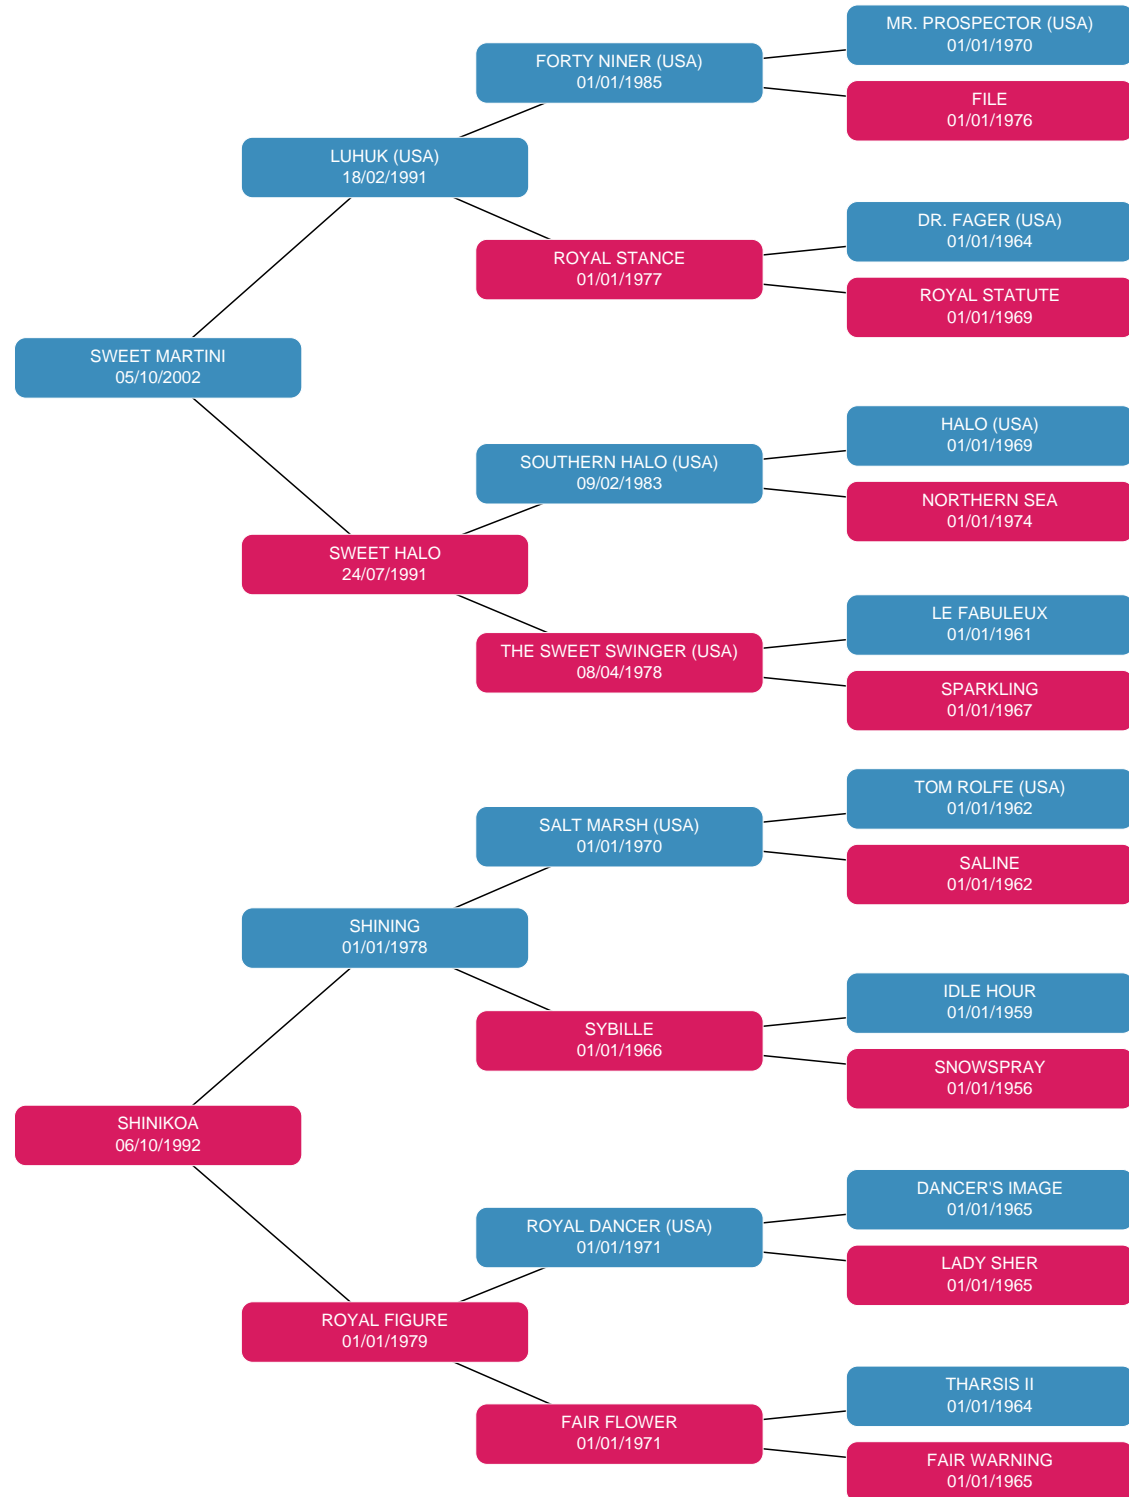 MR. PROSPECTOR (USA)
01/01/1970
FORTY NINER (USA)
01/01/1985
FILE
01/01/1976
LUHUK (USA)
18/02/1991
DR. FAGER (USA)
01/01/1964
ROYAL STANCE
01/01/1977
ROYAL STATUTE
01/01/1969
SWEET MARTINI
05/10/2002
HALO (USA)
01/01/1969
SOUTHERN HALO (USA)
09/02/1983
NORTHERN SEA
01/01/1974
SWEET HALO
24/07/1991
LE FABULEUX
01/01/1961
THE SWEET SWINGER (USA)
08/04/1978
SPARKLING
01/01/1967
TOM ROLFE (USA)
01/01/1962
SALT MARSH (USA)
01/01/1970
SALINE
01/01/1962
SHINING
01/01/1978
IDLE HOUR
01/01/1959
SYBILLE
01/01/1966
SNOWSPRAY
01/01/1956
SHINIKOA
06/10/1992
DANCER'S IMAGE
01/01/1965
ROYAL DANCER (USA)
01/01/1971
LADY SHER
01/01/1965
ROYAL FIGURE
01/01/1979
THARSIS II
01/01/1964
FAIR FLOWER
01/01/1971
FAIR WARNING
01/01/1965